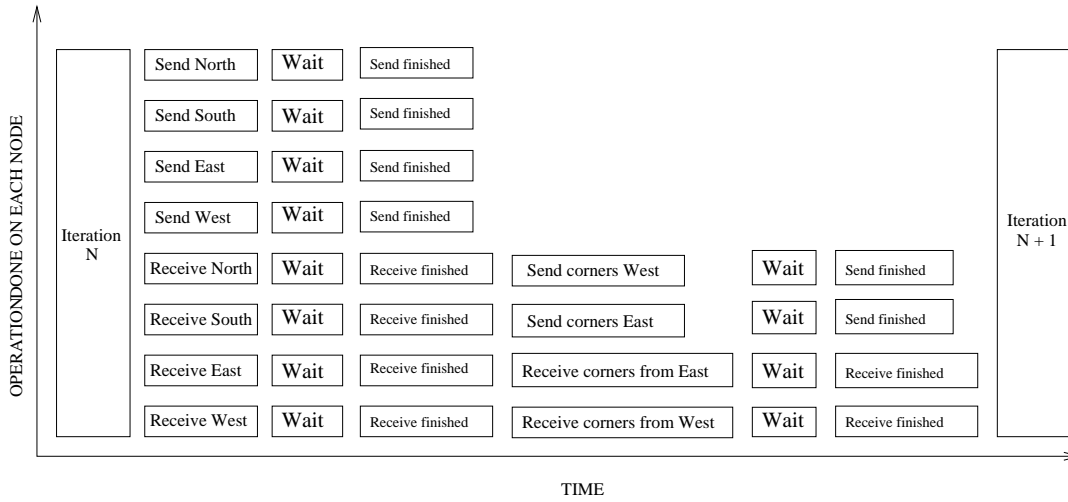 OPERATIONDONE ON EACH NODE
Iteration
N
Send North
Wait
Send finished
Send South
Wait
Send finished
Send East
Wait
Send finished
Send West
Wait
Send finished
Receive North
Wait
Receive finished
Send corners West
Wait
Send finished
Receive South
Wait
Receive finished
Send corners East
Wait
Send finished
Receive East
Wait
Receive finished
Receive corners from East
Wait
Receive finished
Receive West
Wait
Receive finished
Receive corners from West
Wait
Receive finished
Iteration
N + 1
TIME